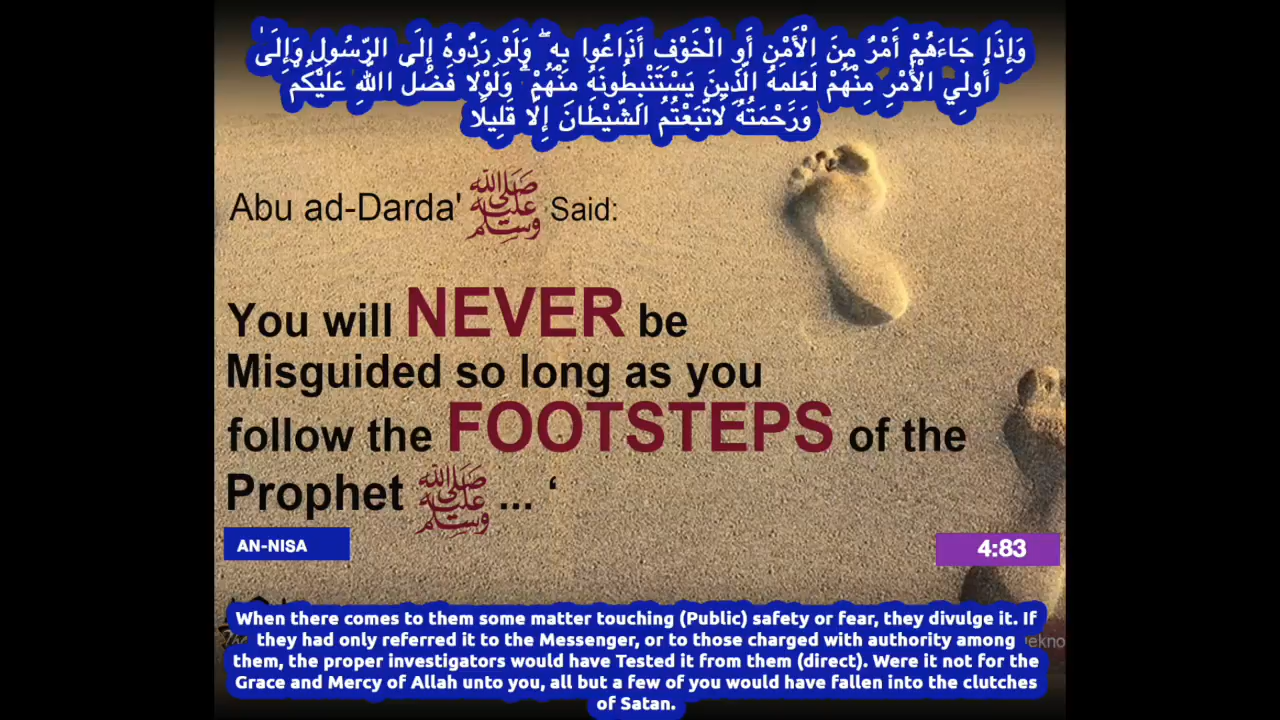 وَإِذَا جَاءَهُمْ أَمْرٌ مِنَ الْأَمْنِ أَوِ الْخَوْفِ أَذَاعُوا بِهِ ۖ وَلَوْ رَدُّوهُ إِلَى الرَّسُولِ وَإِلَىٰ
أُولِي الْأَمْرِ مِنْهُمْ لَعَلِمَهُ الَّذِينَ يَسْتَنْبِطُونَهُ مِنْهُمْ ۗ وَلَوْلَا فَضْلُ اللَّهِ عَلَيْكُمْ
وَرَحْمَتُهُ لَاتَّبَعْتُمُ الشَّيْطَانَ إِلَّا قَلِيلًا
Abu ad-Darda' صلى الله عليه وسلم Said:
You will NEVER be
Misguided so long as you
follow the FOOTSTEPS of the
Prophet صلى الله عليه وسلم ... ‘
AN-NISA
4:83
When there comes to them some matter touching (Public) safety or fear, they divulge it. If
they had only referred it to the Messenger, or to those charged with authority among
them, the proper investigators would have Tested it from them (direct). Were it not for the
Grace and Mercy of Allah unto you, all but a few of you would have fallen into the clutches
of Satan.